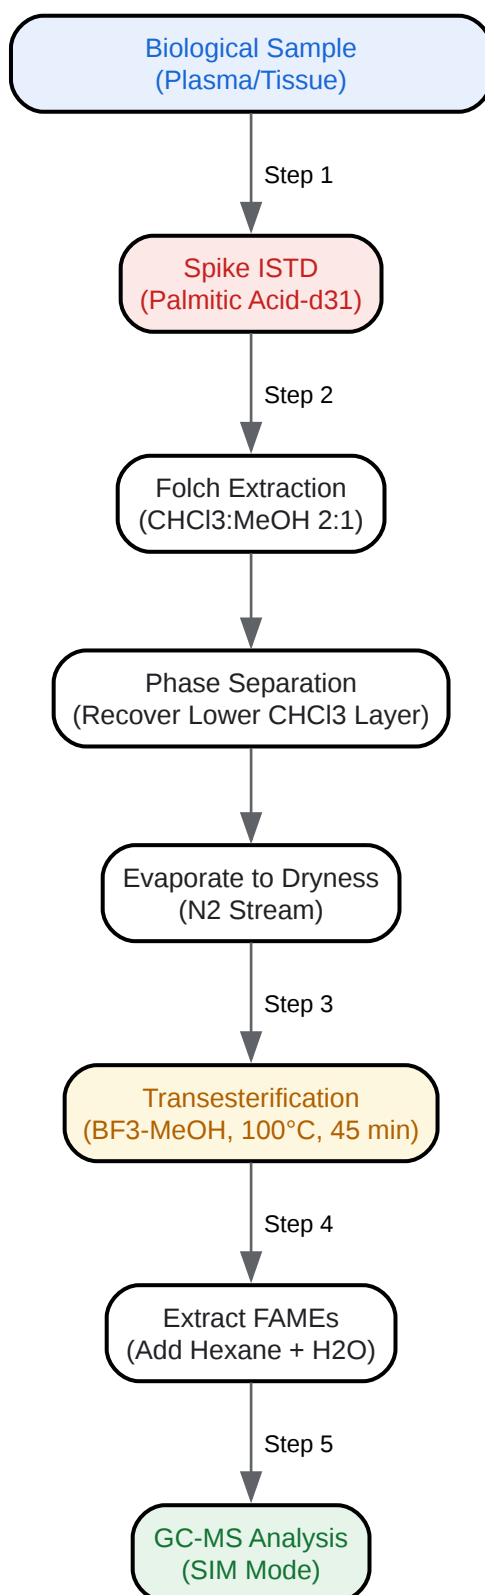 Biological Sample
(Plasma/Tissue)
Step 1
Spike ISTD
(Palmitic Acid-d31)
Step 2
Folch Extraction
(CHCl3:MeOH 2:1)
Phase Separation
(Recover Lower CHCl3 Layer)
Evaporate to Dryness
(N2 Stream)
Step 3
Transesterification
(BF3-MeOH, 100°C, 45 min)
Step 4
Extract FAMEs
(Add Hexane + H2O)
Step 5
GC-MS Analysis
(SIM Mode)